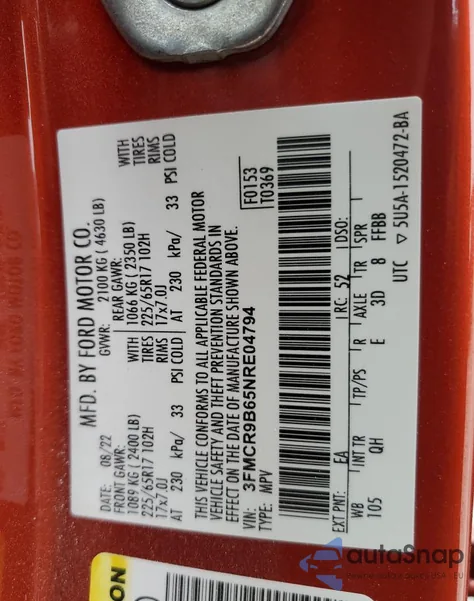 MFD. BY FORD MOTOR CO.
DATE: 08/22 GVWR: 2100 KG ( 4630 LB)
FRONT GAWR: REAR GAWR:
1089 KG (2400 LB) 1066 KG ( 2350 LB) WITH
225/65R17 102H 225/65R17 102H TIRES
17x7.0J 17x7.0J RIMS
AT 230 kPa/ 33 PSI COLD AT 230 kPa/ 33 PSI COLD
WITH
TIRES
RIMS
THIS VEHICLE CONFORMS TO ALL APPLICABLE FEDERAL MOTOR
VEHICLE SAFETY AND THEFT PREVENTION STANDARDS IN
EFFECT ON THE DATE OF MANUFACTURE SHOWN ABOVE.
VIN: 3FMCR9B65NRE04794
TYPE: MPV
F0153
T0369
EXT PNT: EA RC: 52 DSO:
WB INT TR TP/PS R AXLE TR SPR
105 QH E 3D 8 FFBB
UTC ▽ 5U5A-1520472-BA
ON
autoSnap